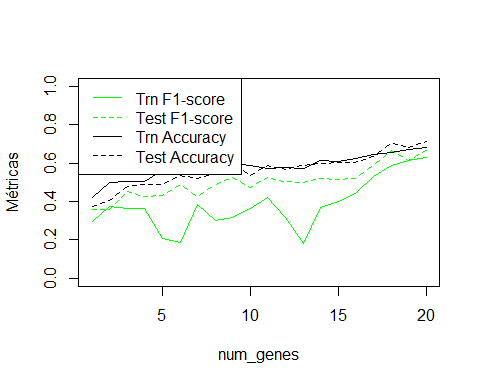 Trn F1-score
Test F1-score
Trn Accuracy
Test Accuracy
Métricas
1.0
0.8
0.6
0.4
0.2
0.0
5 10 15 20
num_genes